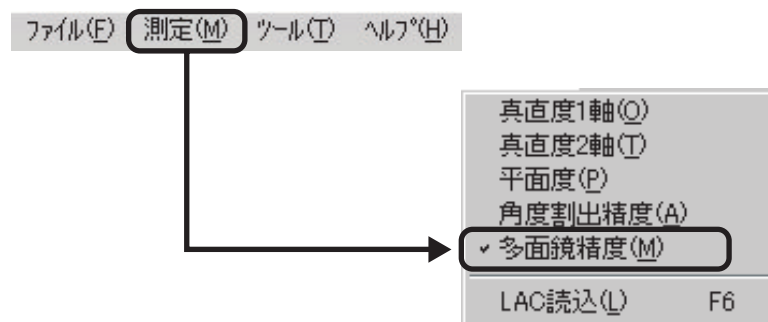 ﾌｧｲﾙ(F) 測定(M) ﾂｰﾙ(T) ﾍﾙﾌﾟ(H)
真直度1軸(O)
真直度2軸(T)
平面度(P)
角度割出精度(A)
✓ 多面鏡精度(M)
LAC読込(L) F6